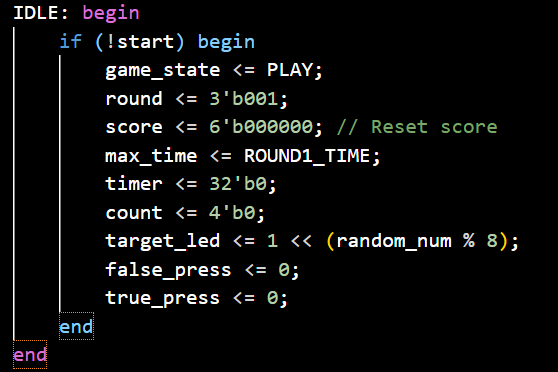 IDLE: begin
if (!start) begin
game_state <= PLAY;
round <= 3'b001;
score <= 6'b000000; // Reset score
max_time <= ROUND1_TIME;
timer <= 32'b0;
count <= 4'b0;
target_led <= 1 << (random_num % 8);
false_press <= 0;
true_press <= 0;
end
end